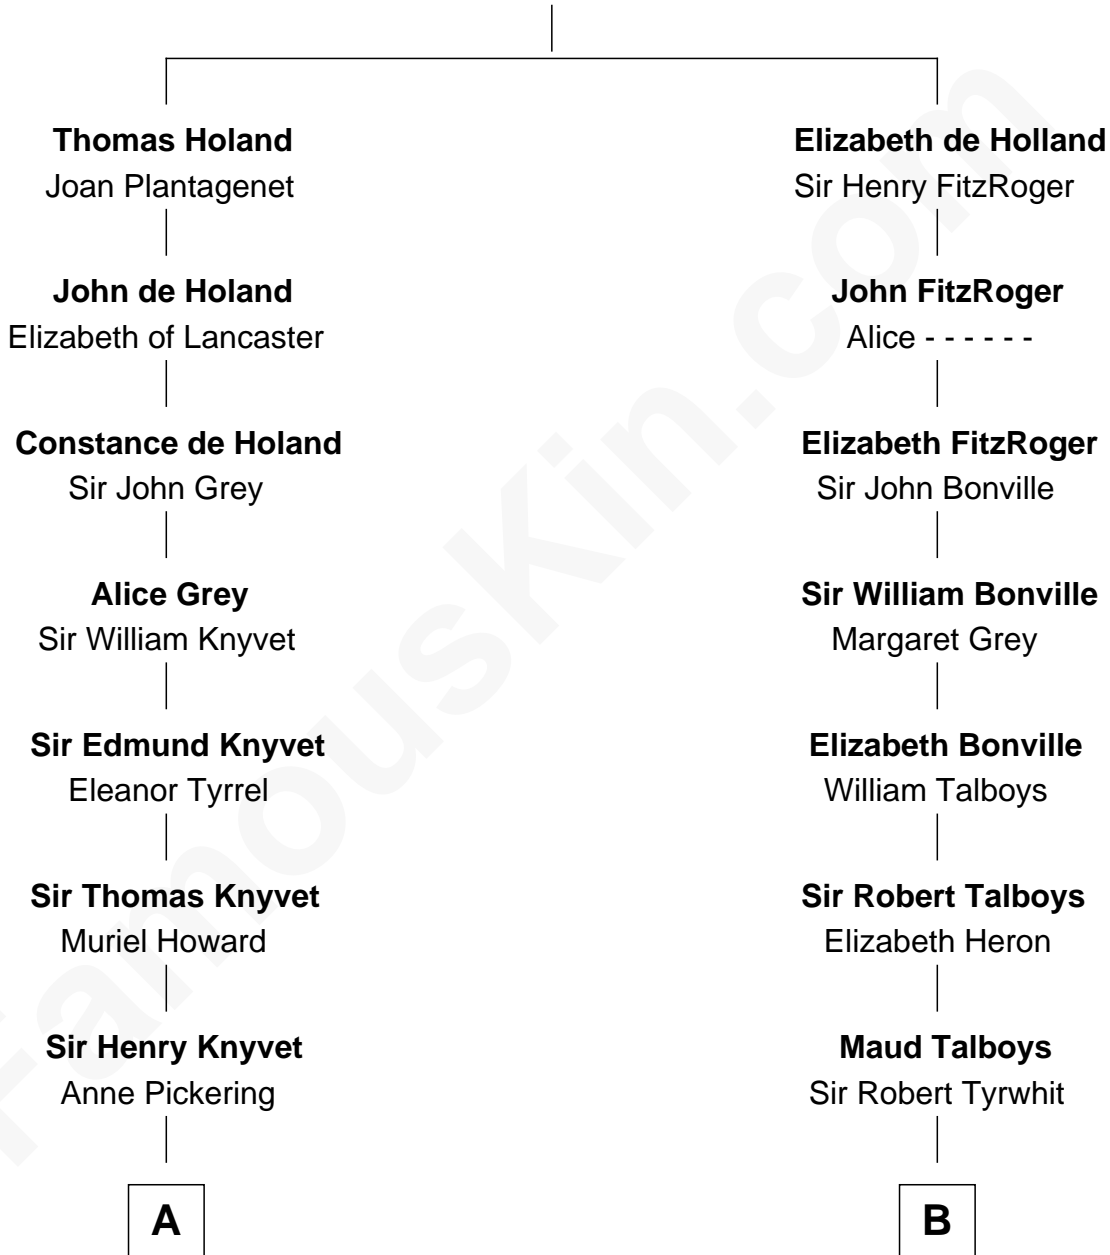 Thomas Holand
Joan Plantagenet
John de Holand
Elizabeth of Lancaster
Constance de Holand
Sir John Grey
Alice Grey
Sir William Knyvet
Sir Edmund Knyvet
Eleanor Tyrrel
Sir Thomas Knyvet
Muriel Howard
Sir Henry Knyvet
Anne Pickering
A
Elizabeth de Holland
Sir Henry FitzRoger
John FitzRoger
Alice - - - - - -
Elizabeth FitzRoger
Sir John Bonville
Sir William Bonville
Margaret Grey
Elizabeth Bonville
William Talboys
Sir Robert Talboys
Elizabeth Heron
Maud Talboys
Sir Robert Tyrwhit
B
FamousKin.com